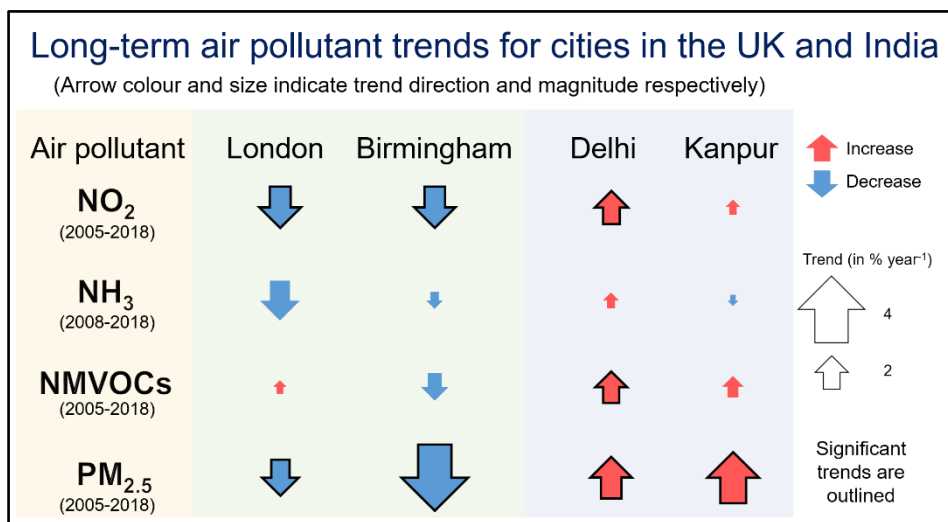 Long-term air pollutant trends for cities in the UK and India
(Arrow colour and size indicate trend direction and magnitude respectively)
Air pollutant London Birmingham Delhi Kanpur
Increase
Decrease
NO₂
(2005-2018)
Trend (in % year⁻¹)
NH₃
(2008-2018)
4
2
NMVOCs
(2005-2018)
PM₂.₅
(2005-2018)
Significant
trends are
outlined